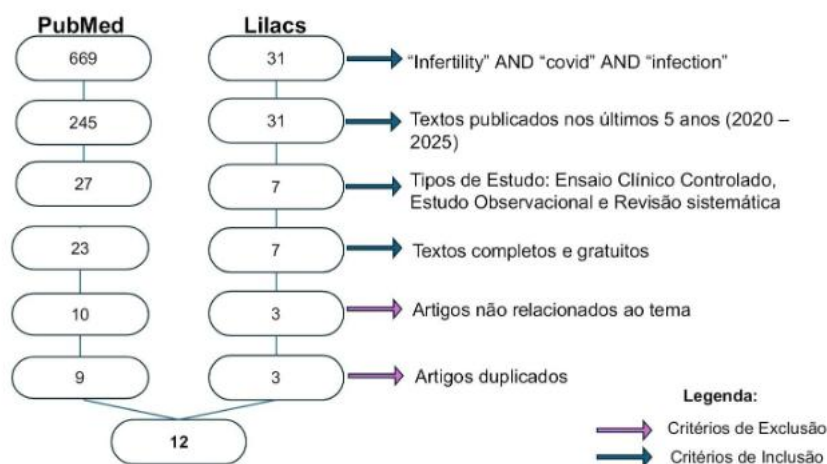 PubMed
Lilacs
669
31
“Infertility” AND “covid” AND “infection”
245
31
Textos publicados nos últimos 5 anos (2020 –
2025)
27
7
Tipos de Estudo: Ensaio Clínico Controlado,
Estudo Observacional e Revisão sistemática
23
7
Textos completos e gratuitos
10
3
Artigos não relacionados ao tema
9
3
Artigos duplicados
12
Legenda:
Critérios de Exclusão
Critérios de Inclusão